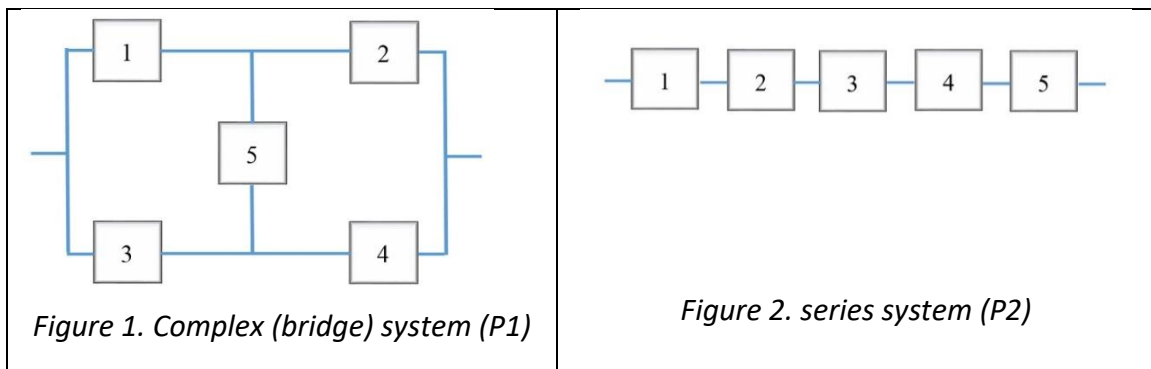 1
2
5
3
4
Figure 1. Complex (bridge) system (P1)
1 2 3 4 5
Figure 2. series system (P2)